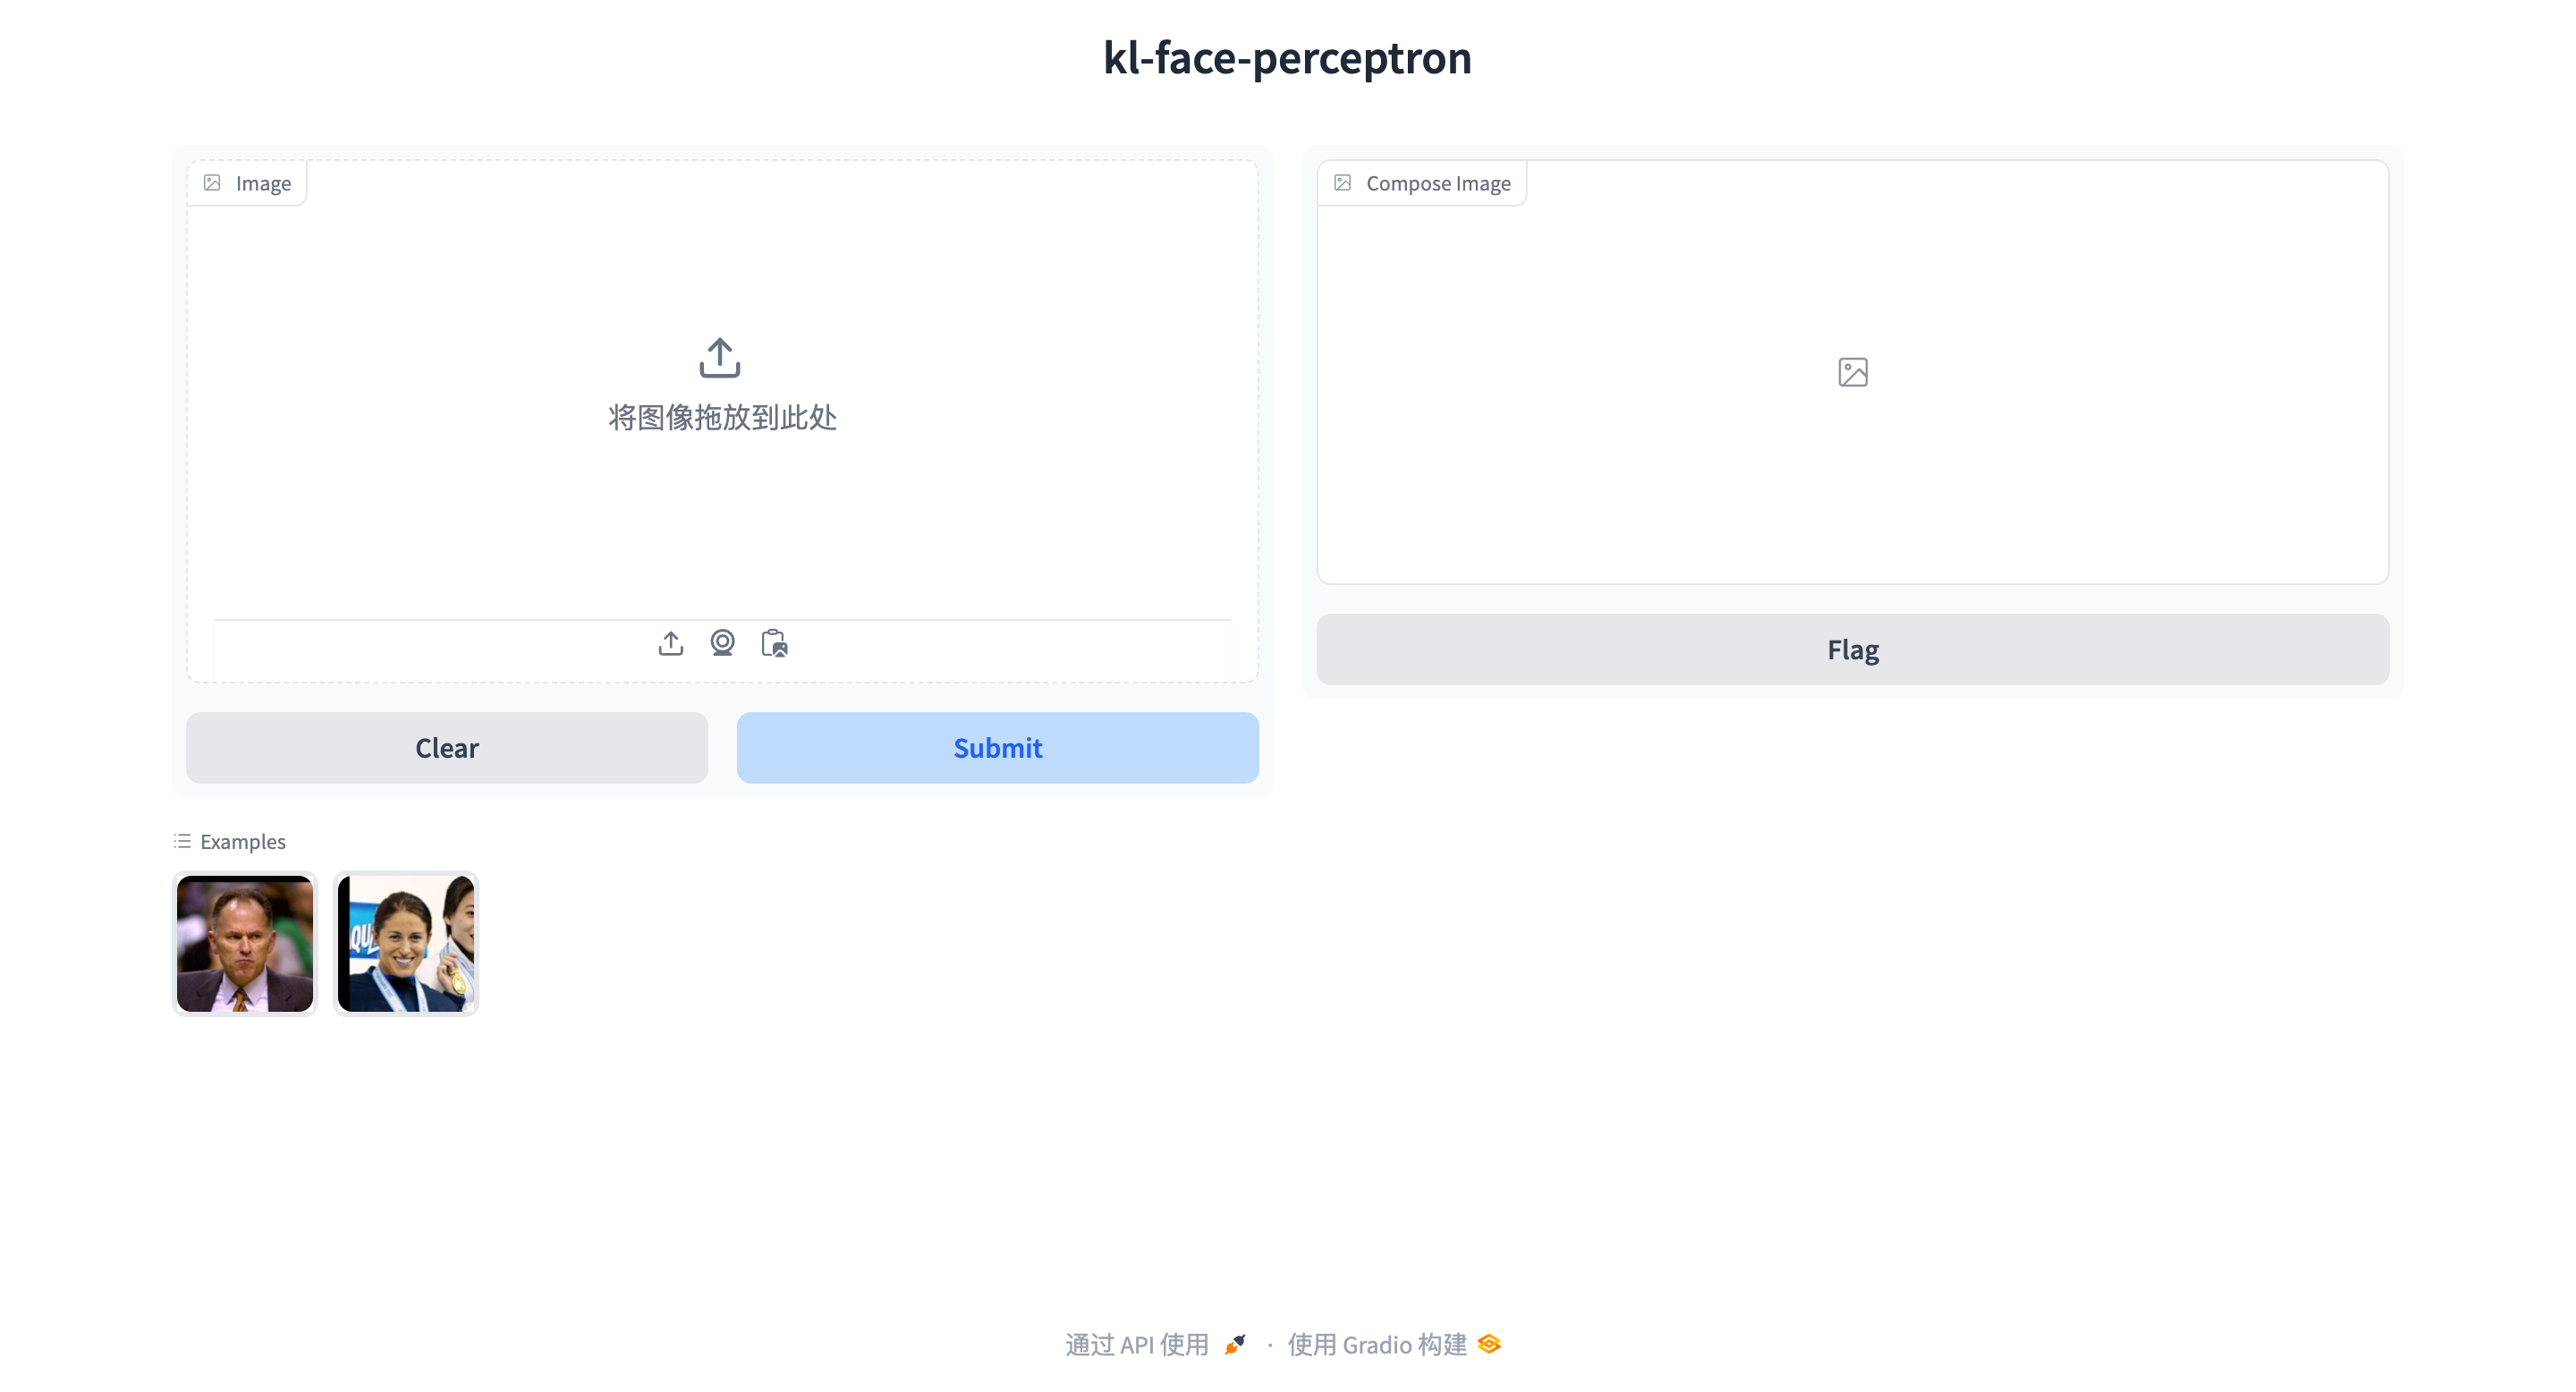 kl-face-perceptron
Image
将图像拖放到此处
Compose Image
Flag
Clear
Submit
Examples
QU
通过 API 使用 · 使用 Gradio 构建